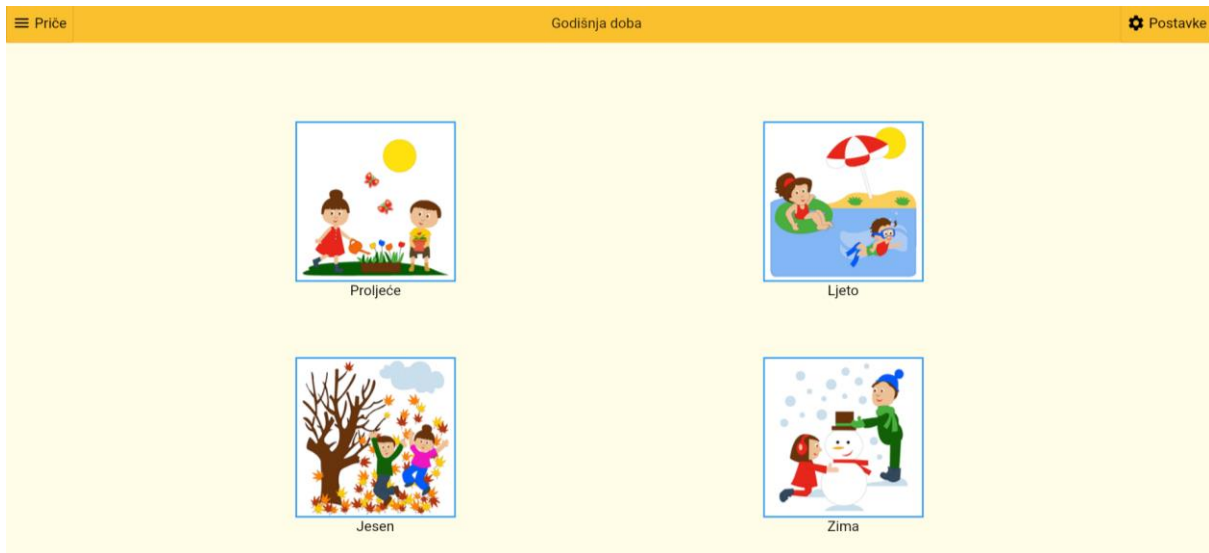 Priče
Godišnja doba
Postavke
Proljeće
Ljeto
Jesen
Zima